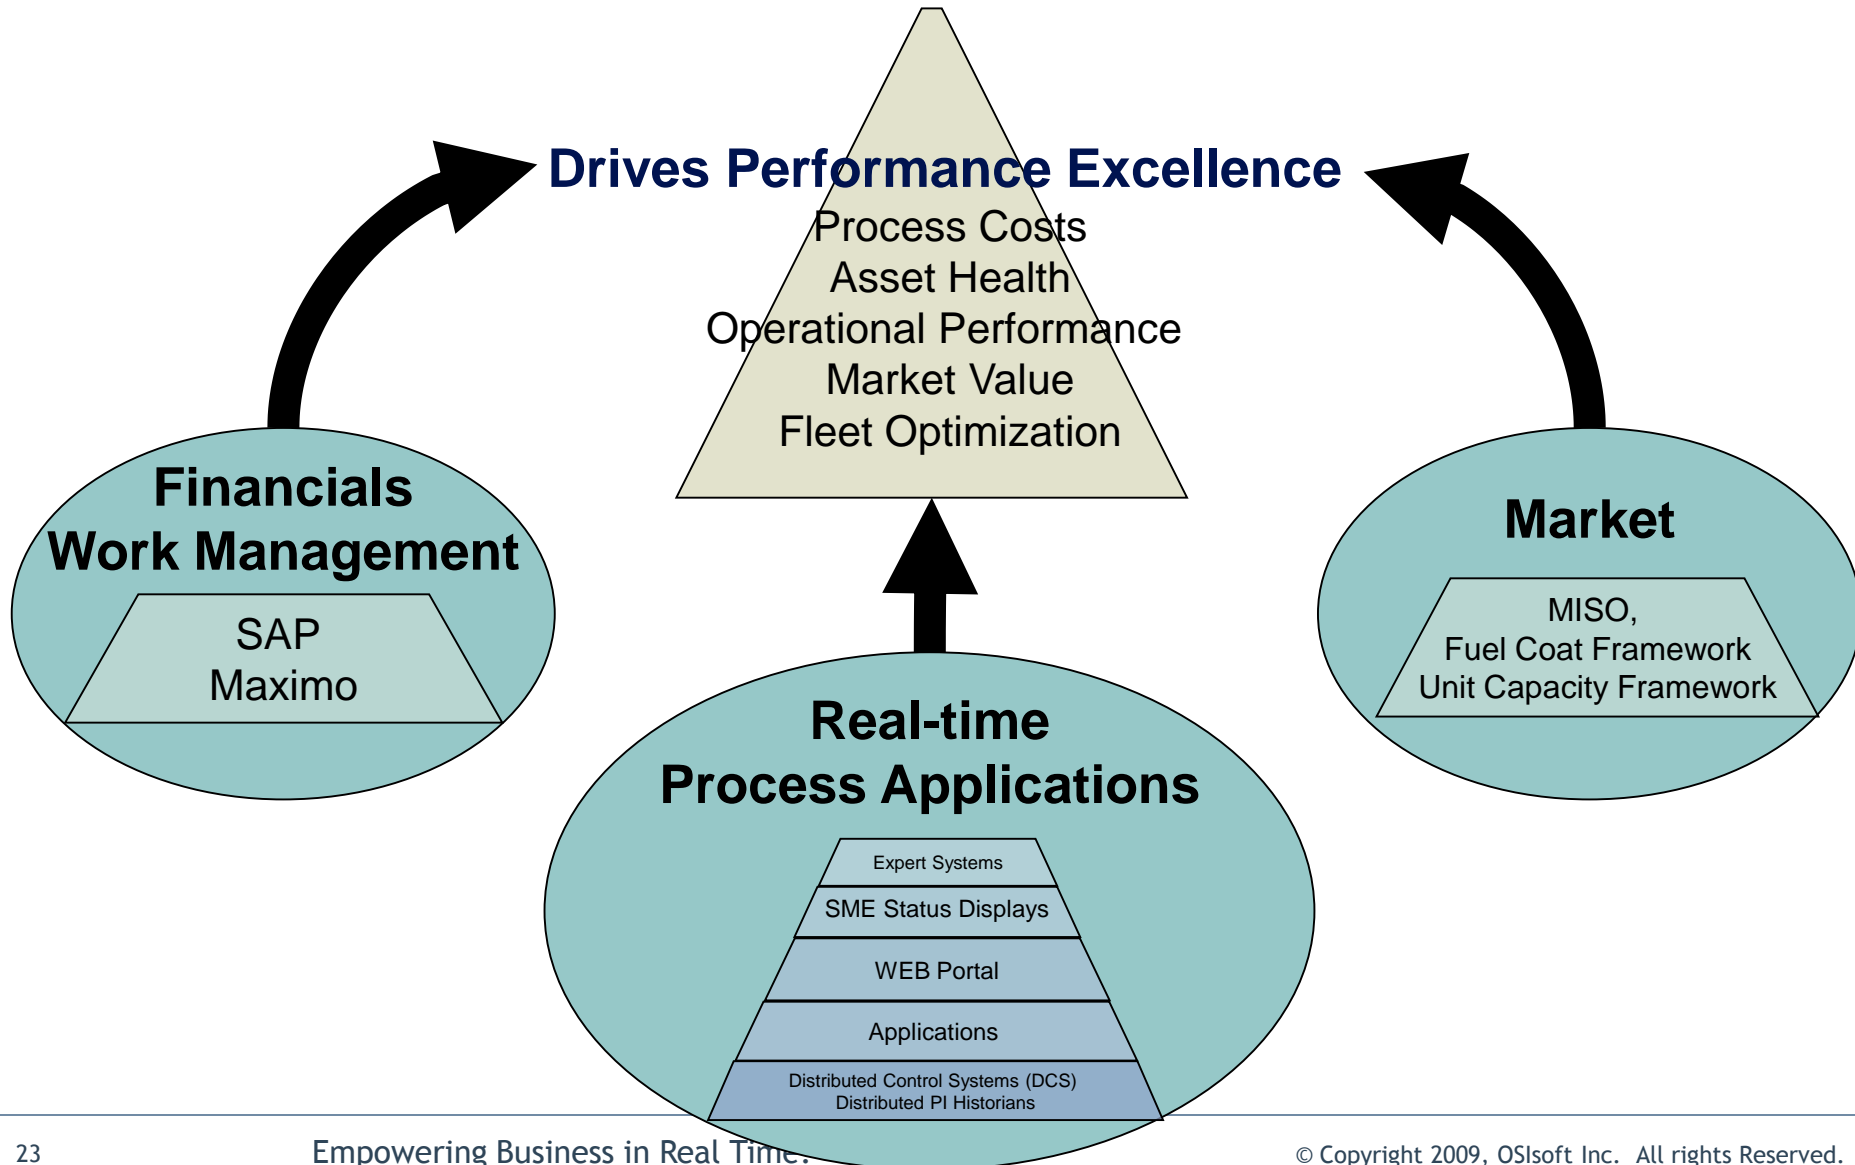 Drives Performance Excellence
Process Costs
Asset Health
Operational Performance
Market Value
Fleet Optimization
Financials
Work Management
SAP
Maximo
Market
MISO,
Fuel Coat Framework
Unit Capacity Framework
Real-time
Process Applications
Expert Systems
SME Status Displays
WEB Portal
Applications
Distributed Control Systems (DCS)
Distributed PI Historians
23
Empowering Business in Real Time.
© Copyright 2009, OSIsoft Inc. All rights Reserved.